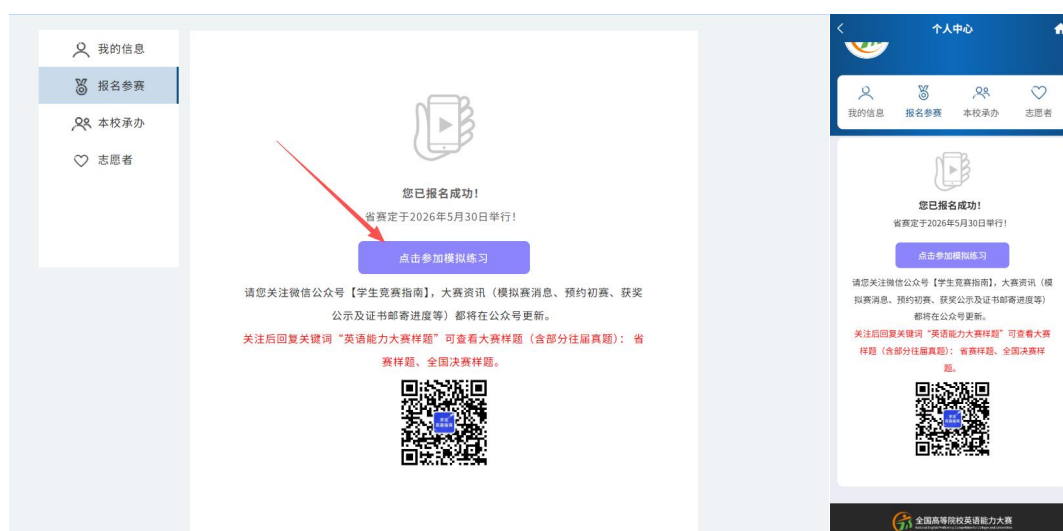 我的信息
报名参赛
本校承办
志愿者
您已报名成功！
省赛定于2026年5月30日举行！
点击参加模拟练习
请您关注微信公众号【学生竞赛指南】，大赛资讯（模拟赛消息、预约初赛、获奖
公示及证书邮寄进度等）都将在公众号更新。
关注后回复关键词“英语能力大赛样题”可查看大赛样题（含部分往届真题）： 省
赛样题、全国决赛样题。
个人中心
我的信息
报名参赛
本校承办
志愿者
您已报名成功！
省赛定于2026年5月30日举行！
点击参加模拟练习
请您关注微信公众号【学生竞赛指南】，大赛资讯（模
拟赛消息、预约初赛、获奖公示及证书邮寄进度等）
都将在公众号更新。
关注后回复关键词“英语能力大赛样题”可查看大赛
样题（含部分往届真题）： 省赛样题、全国决赛样
题。
全国高等院校英语能力大赛